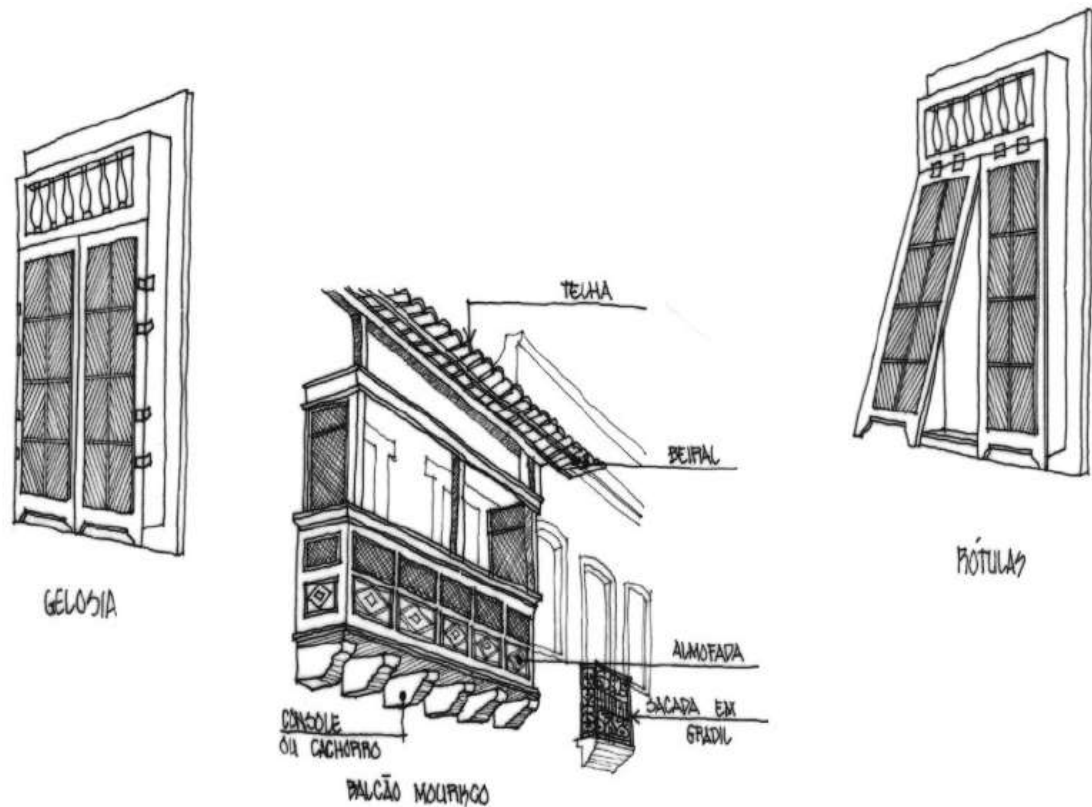 TELHA
BEIRAL
GELOSIA
RÓTULAS
ALMOFADA
SACADA EM
GRADIL
CONSOLE
OU CACHORRO
BALCÃO MOURISCO